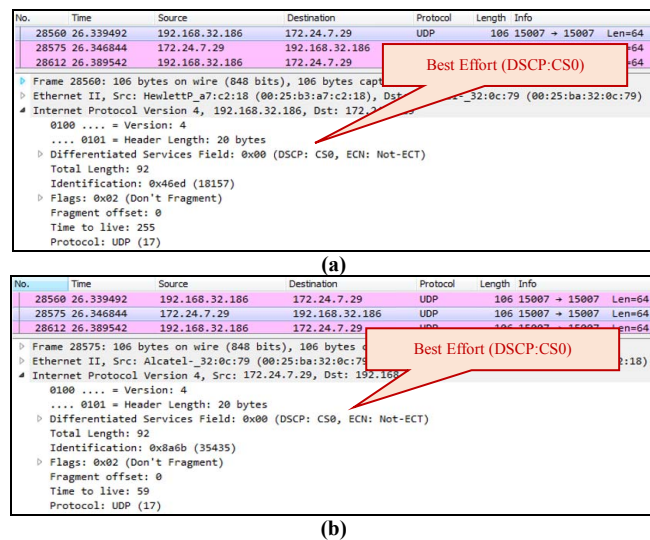 No. Time Source Destination Protocol Length Info
28560 26.339492 192.168.32.186 172.24.7.29 UDP 106 15007 → 15007 Len=64
28575 26.346844 172.24.7.29 192.168.32.186 =64
28612 26.389542 192.168.32.186 172.24.7.29 =64
Best Effort (DSCP:CS0)
Frame 28560: 106 bytes on wire (848 bits), 106 bytes capt
Ethernet II, Src: HewlettP_a7:c2:18 (00:25:b3:a7:c2:18), Dst: _32:0c:79 (00:25:ba:32:0c:79)
Internet Protocol Version 4, 192.168.32.186, Dst: 172.
0100 .... = Version: 4
.... 0101 = Header Length: 20 bytes
Differentiated Services Field: 0x00 (DSCP: CS0, ECN: Not-ECT)
Total Length: 92
Identification: 0x46ed (18157)
Flags: 0x02 (Don't Fragment)
Fragment offset: 0
Time to live: 255
Protocol: UDP (17)
(a)
No. Time Source Destination Protocol Length Info
28560 26.339492 192.168.32.186 172.24.7.29 UDP 106 15007 → 15007 Len=64
28575 26.346844 172.24.7.29 192.168.32.186 UDP 106 15007 → 15007 Len=64
28612 26.389542 192.168.32.186 172.24.7.29 UDP 106 15007 → 15007 Len=64
Best Effort (DSCP:CS0)
Frame 28575: 106 bytes on wire (848 bits), 106 bytes c
Ethernet II, Src: Alcatel-_32:0c:79 (00:25:ba:32:0c:79 2:18)
Internet Protocol Version 4, Src: 172.24.7.29, Dst: 192.168
0100 .... = Version: 4
.... 0101 = Header Length: 20 bytes
Differentiated Services Field: 0x00 (DSCP: CS0, ECN: Not-ECT)
Total Length: 92
Identification: 0x8a6b (35435)
Flags: 0x02 (Don't Fragment)
Fragment offset: 0
Time to live: 59
Protocol: UDP (17)
(b)